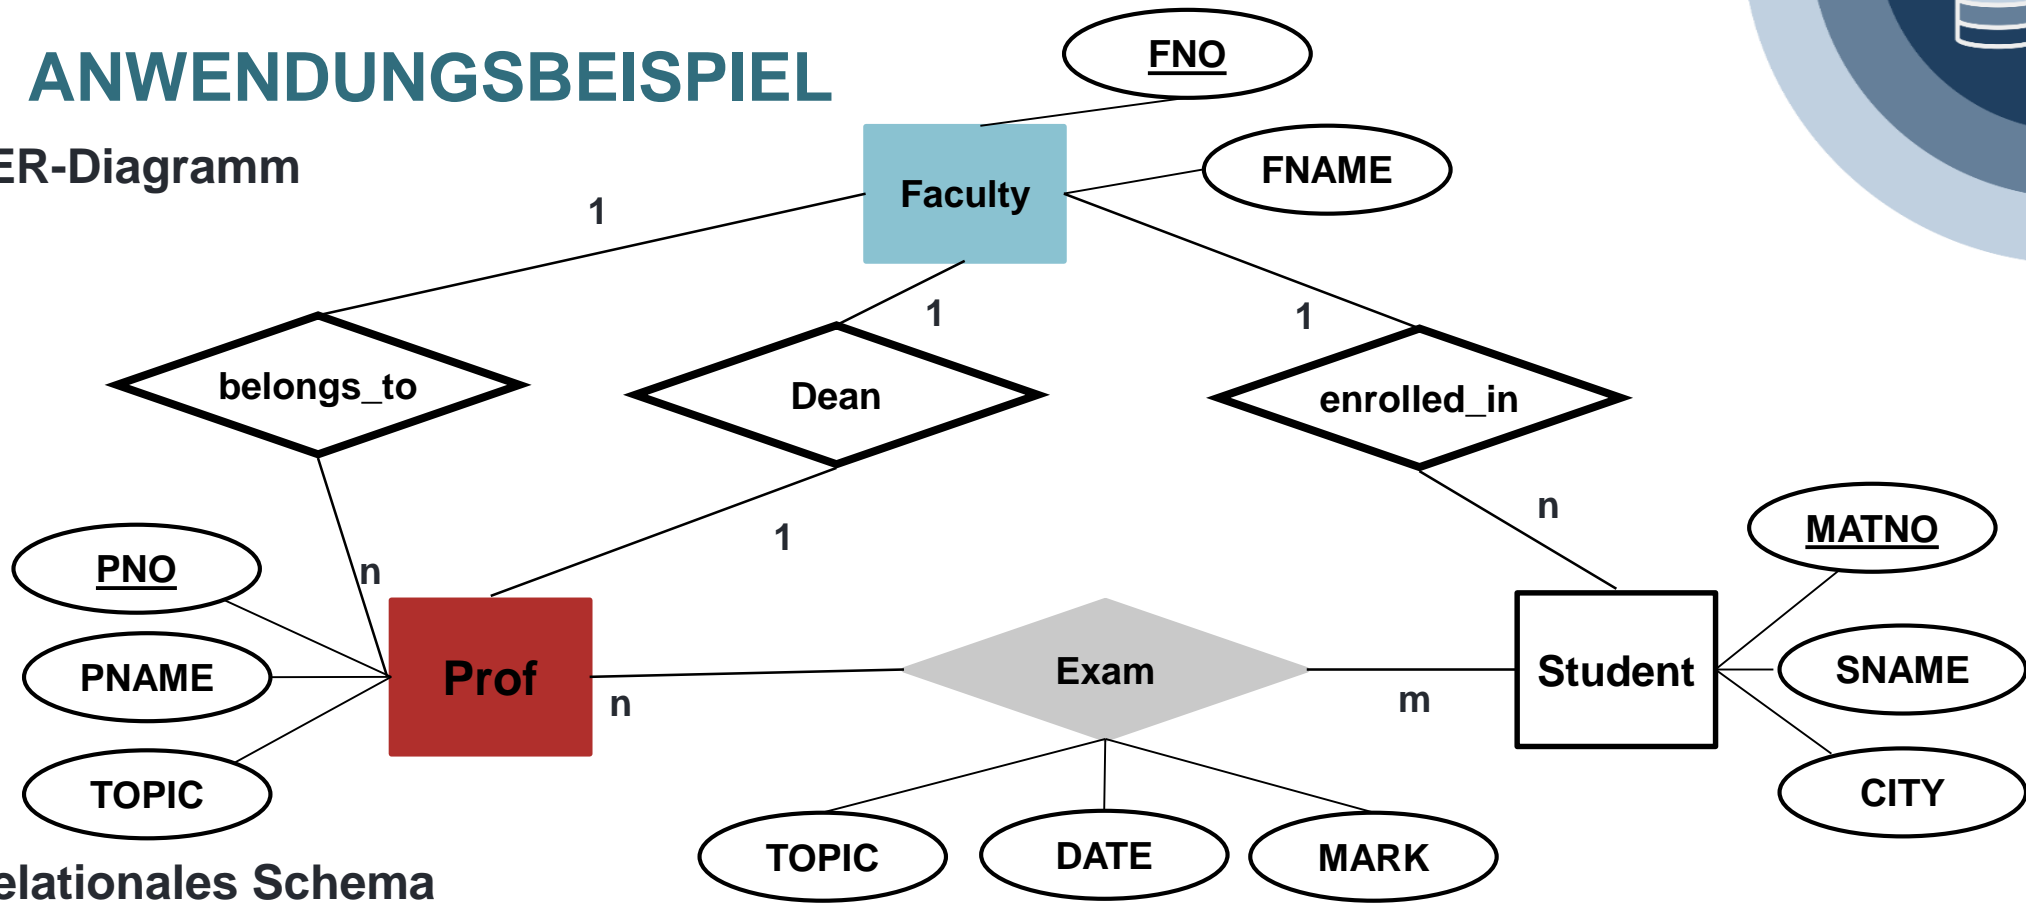 ANWENDUNGSBEISPIEL
ER-Diagramm
FNO
FNAME
Faculty
1
1
1
belongs_to
Dean
enrolled_in
n
1
n
PNO
PNAME
TOPIC
Prof
n
Exam
m
Student
MATNO
SNAME
CITY
TOPIC
DATE
MARK
elationales Schema